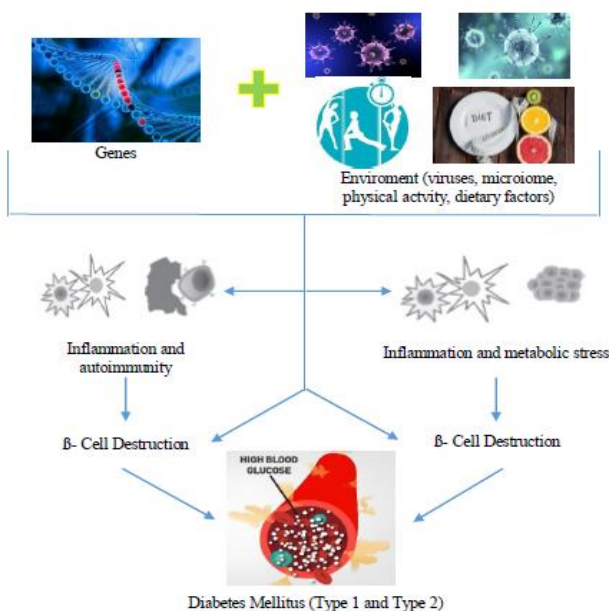 Genes
DIET
Enviroment (viruses, microiome,
physical actvity, dietary factors)
Inflammation and
autoimmunity
Inflammation and metabolic stress
ß- Cell Destruction
ß- Cell Destruction
HIGH BLOOD
GLUCOSE
Diabetes Mellitus (Type 1 and Type 2)